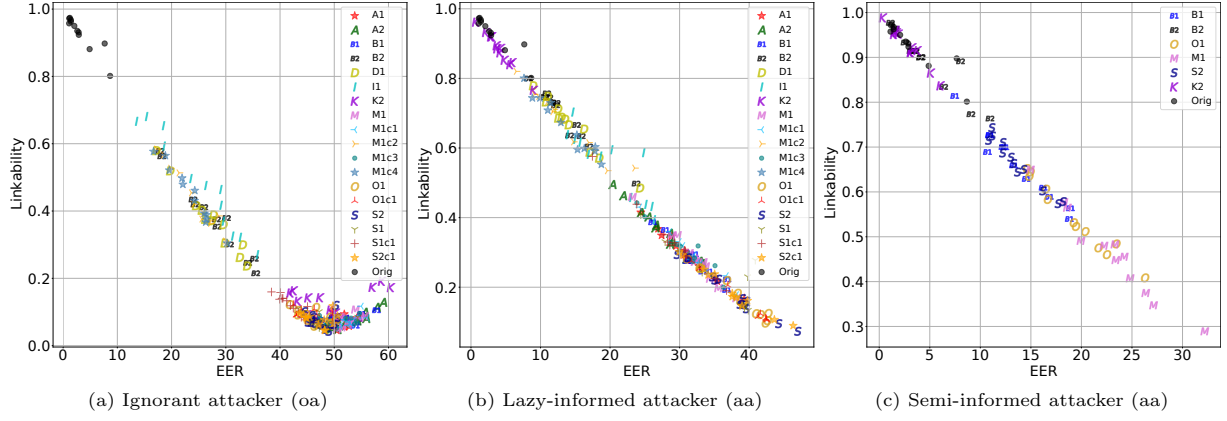 Linkability
1.0
0.8
0.6
0.4
0.2
0.0
0
10
20
30
40
50
60
EER
A1
A2
B1
B2
D1
I1
K2
M1
M1c1
M1c2
M1c3
M1c4
O1
O1c1
S2
S1
S1c1
S2c1
Orig
(a) Ignorant attacker (oa)
Linkability
1.0
0.8
0.6
0.4
0.2
0
10
20
30
40
EER
A1
A2
B1
B2
D1
I1
K2
M1
M1c1
M1c2
M1c3
M1c4
O1
O1c1
S2
S1
S1c1
S2c1
Orig
(b) Lazy-informed attacker (aa)
Linkability
1.0
0.9
0.8
0.7
0.6
0.5
0.4
0.3
0
5
10
15
20
25
30
EER
B1
B2
O1
M1
S2
K2
Orig
(c) Semi-informed attacker (aa)